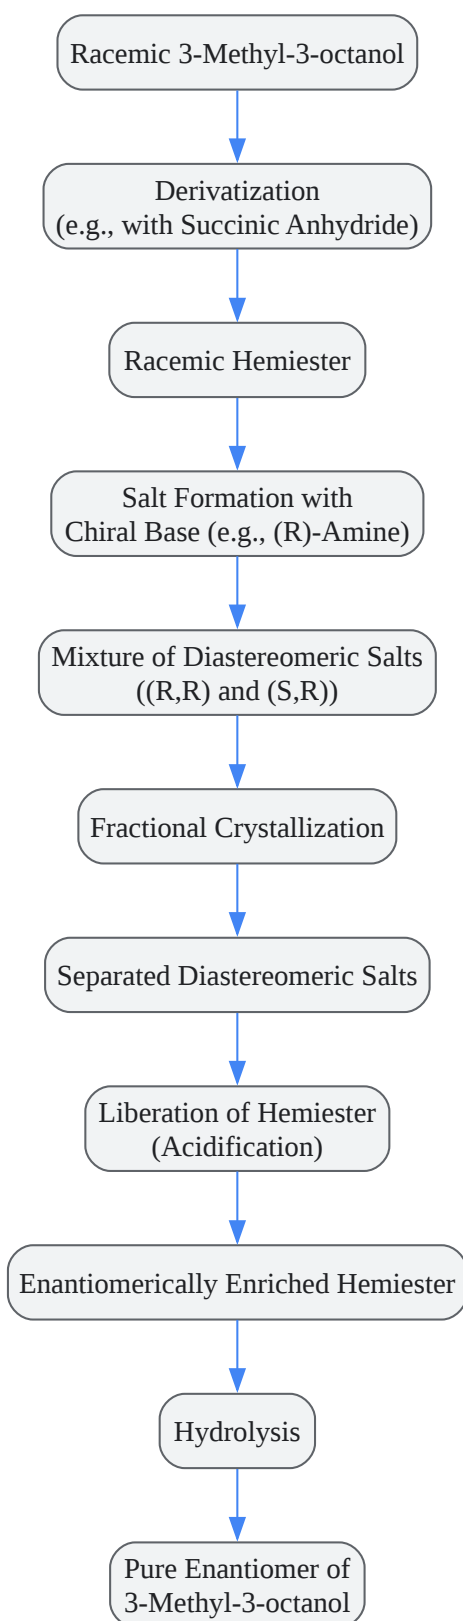 Racemic 3-Methyl-3-octanol
Derivatization
(e.g., with Succinic Anhydride)
Racemic Hemiester
Salt Formation with
Chiral Base (e.g., (R)-Amine)
Mixture of Diastereomeric Salts
((R,R) and (S,R))
Fractional Crystallization
Separated Diastereomeric Salts
Liberation of Hemiester
(Acidification)
Enantiomerically Enriched Hemiester
Hydrolysis
Pure Enantiomer of
3-Methyl-3-octanol